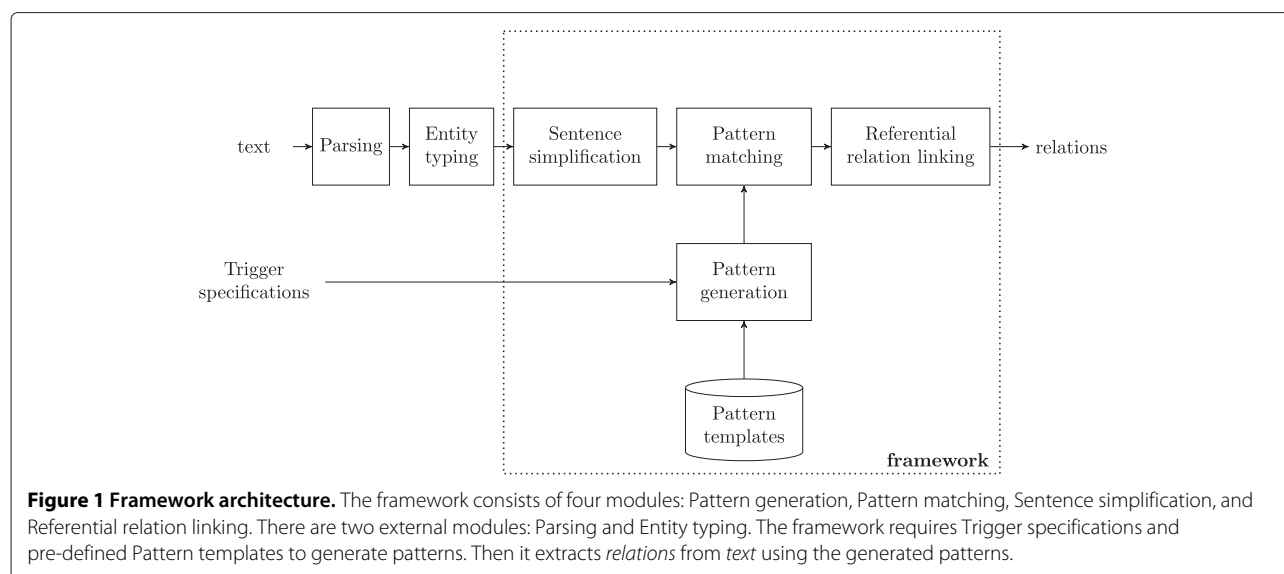 text
Parsing
Entity
typing
Sentence
simplification
Pattern
matching
Referential
relation linking
relations
Trigger
specifications
Pattern
generation
Pattern
templates
framework
Figure 1 Framework architecture. The framework consists of four modules: Pattern generation, Pattern matching, Sentence simplification, and
Referential relation linking. There are two external modules: Parsing and Entity typing. The framework requires Trigger specifications and
pre-defined Pattern templates to generate patterns. Then it extracts relations from text using the generated patterns.